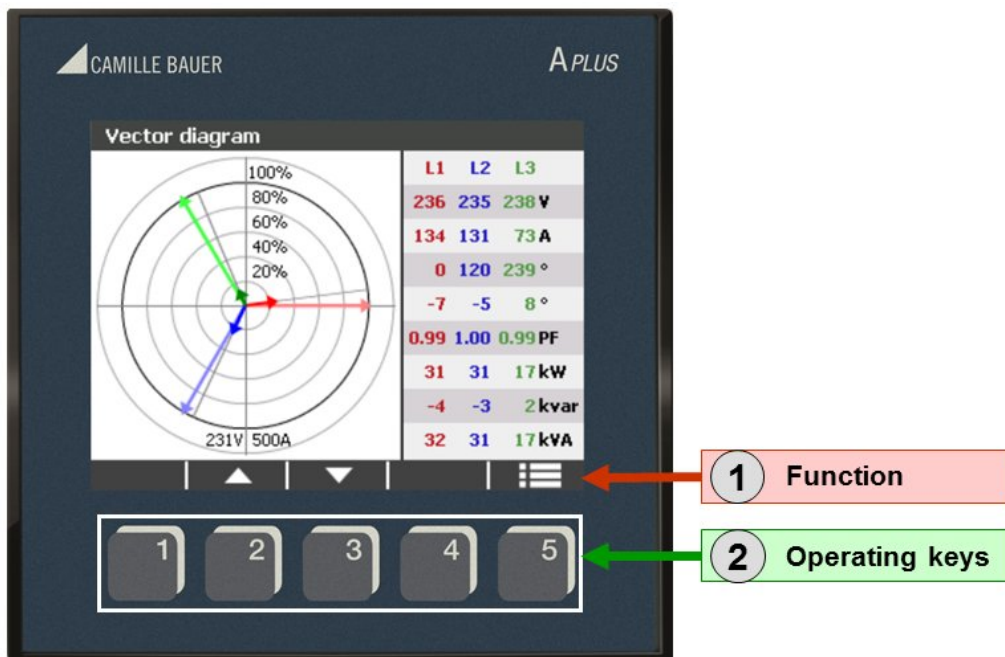 CAMILLE BAUER
A PLUS
Vector diagram
100%
80%
60%
40%
20%
231V 500A
L1 L2 L3
236 235 238 V
134 131 73 A
0 120 239 °
-7 -5 8 °
0.99 1.00 0.99 PF
31 31 17 kW
-4 -3 2 kvar
32 31 17 kVA
1 Function
1 2 3 4 5
2 Operating keys